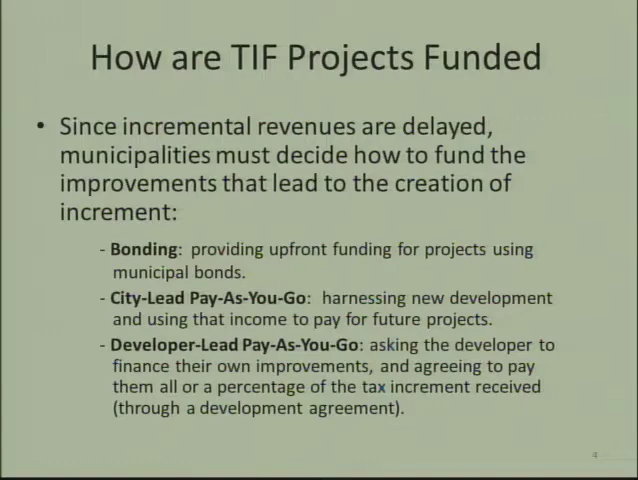 How are TIF Projects Funded
• Since incremental revenues are delayed,
municipalities must decide how to fund the
improvements that lead to the creation of
increment:
- Bonding: providing upfront funding for projects using
municipal bonds.
- City-Lead Pay-As-You-Go: harnessing new development
and using that income to pay for future projects.
- Developer-Lead Pay-As-You-Go: asking the developer to
finance their own improvements, and agreeing to pay
them all or a percentage of the tax increment received
(through a development agreement).
4